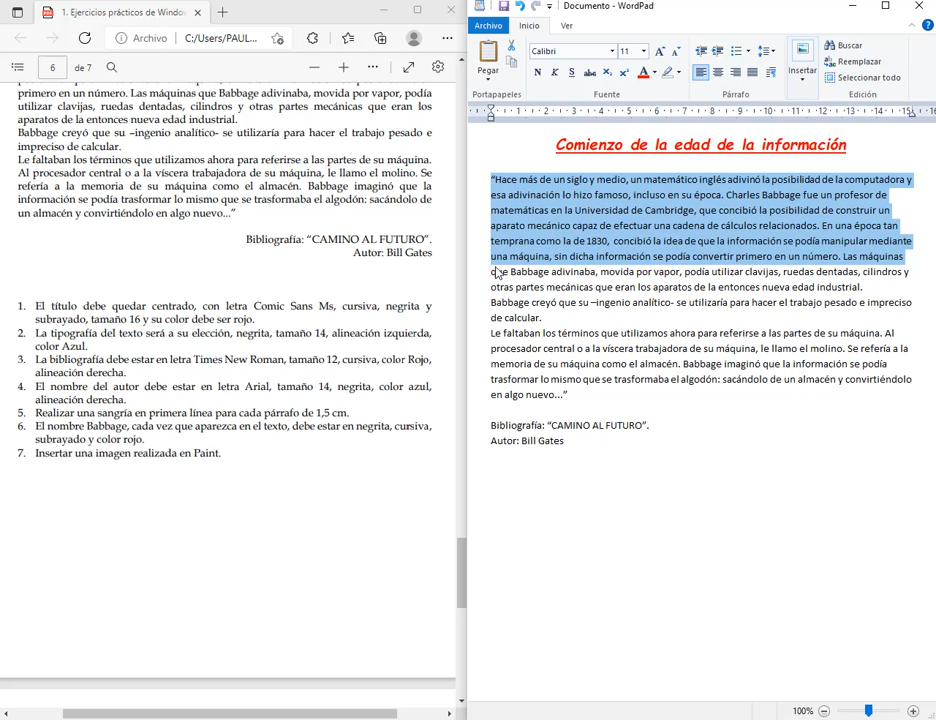 1. Ejercicios prácticos de Windo
Archivo
C:/Users/PAUL...
6
de 7
primero en un número. Las máquinas que Babbage adivinaba, movida por vapor, podía
utilizar clavijas, ruedas dentadas, cilindros y otras partes mecánicas que eran los
aparatos de la entonces nueva edad industrial.
Babbage creyó que su –ingenio analítico- se utilizaría para hacer el trabajo pesado e
impreciso de calcular.
Le faltaban los términos que utilizamos ahora para referirse a las partes de su máquina.
Al procesador central o a la víscera trabajadora de su máquina, le llamo el molino. Se
refería a la memoria de su máquina como el almacén. Babbage imaginó que la
información se podía trasformar lo mismo que se trasformaba el algodón: sacándolo de
un almacén y convirtiéndolo en algo nuevo..."
Bibliografía: "CAMINO AL FUTURO".
Autor: Bill Gates
1. El título debe quedar centrado, con letra Comic Sans Ms, cursiva, negrita y
subrayado, tamaño 16 y su color debe ser rojo.
2. La tipografía del texto será a su elección, negrita, tamaño 14, alineación izquierda,
color Azul.
3. La bibliografía debe estar en letra Times New Roman, tamaño 12, cursiva, color Rojo,
alineación derecha.
4. El nombre del autor debe estar en letra Arial, tamaño 14, negrita, color azul,
alineación derecha.
5. Realizar una sangría en primera línea para cada párrafo de 1,5 cm.
6. El nombre Babbage, cada vez que aparezca en el texto, debe estar en negrita, cursiva,
subrayado y color rojo.
7. Insertar una imagen realizada en Paint.
Documento - WordPad
Archivo Inicio Ver
Pegar
Calibri 11
N K S abc X₂ X² A
Insertar
Buscar
Reemplazar
Seleccionar todo
Portapapeles Fuente Párrafo Edición
1 2 3 4 5 6 7 8 9 10 11 12 13 14 15 16
Comienzo de la edad de la información
"Hace más de un siglo y medio, un matemático inglés adivinó la posibilidad de la computadora y
esa adivinación lo hizo famoso, incluso en su época. Charles Babbage fue un profesor de
matemáticas en la Universidad de Cambridge, que concibió la posibilidad de construir un
aparato mecánico capaz de efectuar una cadena de cálculos relacionados. En una época tan
temprana como la de 1830, concibió la idea de que la información se podía manipular mediante
una máquina, sin dicha información se podía convertir primero en un número. Las máquinas
que Babbage adivinaba, movida por vapor, podía utilizar clavijas, ruedas dentadas, cilindros y
otras partes mecánicas que eran los aparatos de la entonces nueva edad industrial.
Babbage creyó que su –ingenio analítico- se utilizaría para hacer el trabajo pesado e impreciso
de calcular.
Le faltaban los términos que utilizamos ahora para referirse a las partes de su máquina. Al
procesador central o a la víscera trabajadora de su máquina, le llamo el molino. Se refería a la
memoria de su máquina como el almacén. Babbage imaginó que la información se podía
trasformar lo mismo que se trasformaba el algodón: sacándolo de un almacén y convirtiéndolo
en algo nuevo..."
Bibliografía: "CAMINO AL FUTURO".
Autor: Bill Gates
100%